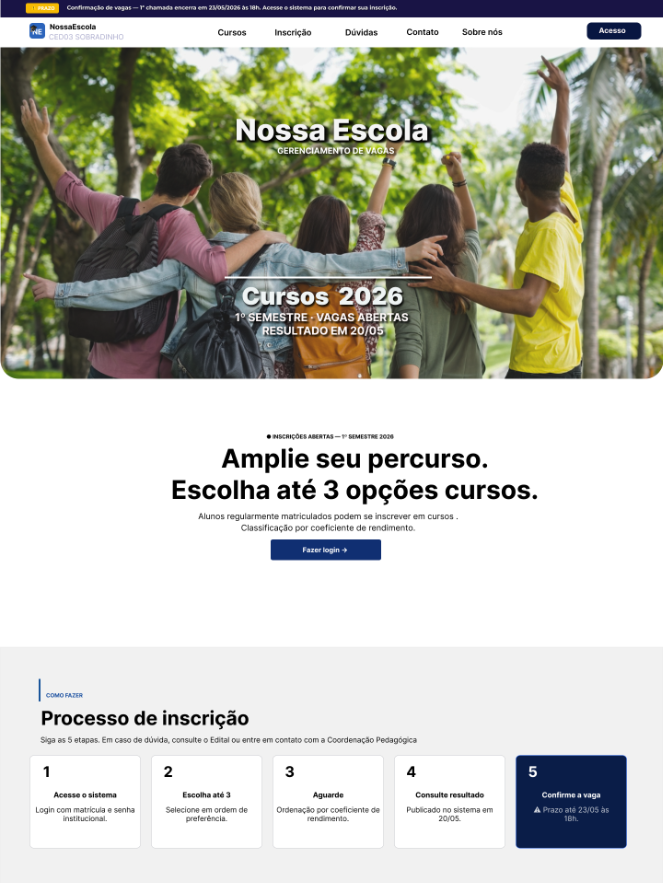 PRAZO
Confirmação de vagas — 1ª chamada encerra em 23/05/2026 às 18h. Acesse o sistema para confirmar sua inscrição.
NE
NossaEscola
CED03 SOBRADINHO
Cursos
Inscrição
Dúvidas
Contato
Sobre nós
Acesso
Nossa Escola
GERENCIAMENTO DE VAGAS
Cursos 2026
1º SEMESTRE · VAGAS ABERTAS
RESULTADO EM 20/05
● INSCRIÇÕES ABERTAS — 1º SEMESTRE 2026
Amplie seu percurso.
Escolha até 3 opções cursos.
Alunos regularmente matriculados podem se inscrever em cursos .
Classificação por coeficiente de rendimento.
Fazer login →
COMO FAZER
Processo de inscrição
Siga as 5 etapas. Em caso de dúvida, consulte o Edital ou entre em contato com a Coordenação Pedagógica
1
Acesse o sistema
Login com matrícula e senha
institucional.
2
Escolha até 3
Selecione em ordem de
preferência.
3
Aguarde
Ordenação por coeficiente de
rendimento.
4
Consulte resultado
Publicado no sistema em
20/05.
5
Confirme a vaga
⚠ Prazo até 23/05 às
18h.